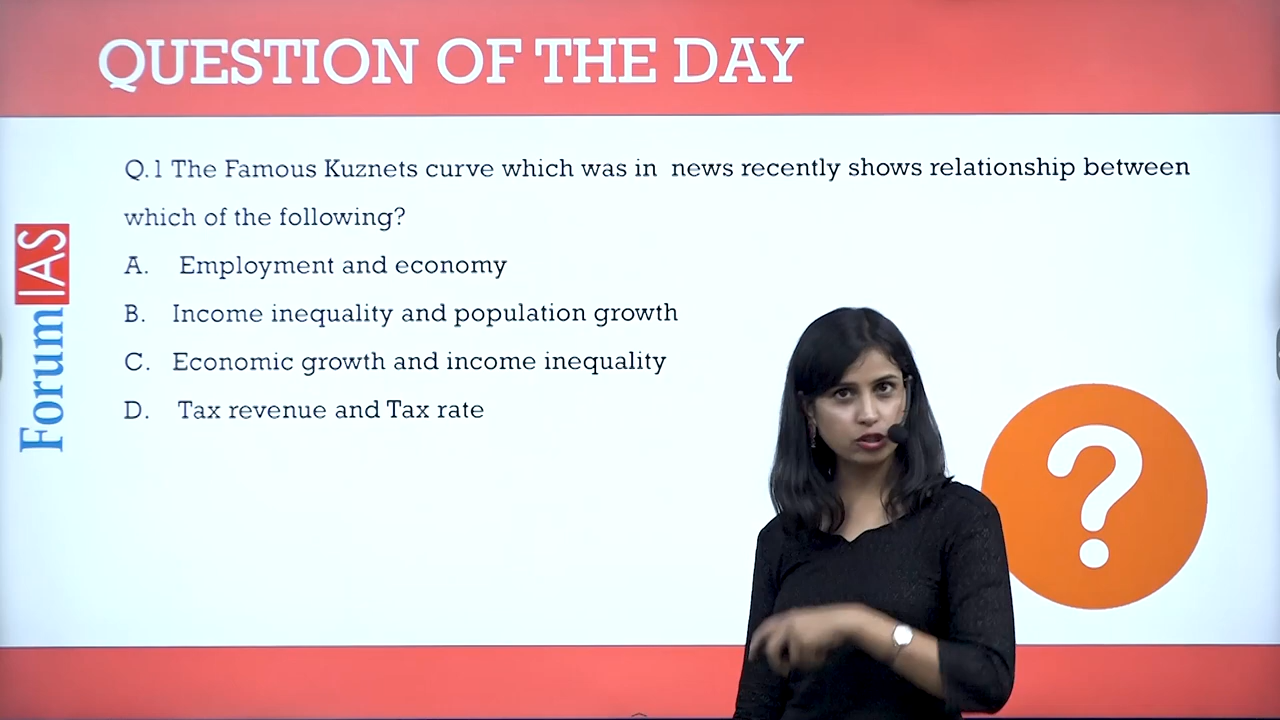 QUESTION OF THE DAY
Q.1 The Famous Kuznets curve which was in news recently shows relationship between
which of the following?
A. Employment and economy
B. Income inequality and population growth
C. Economic growth and income inequality
D. Tax revenue and Tax rate
ForumIAS
?